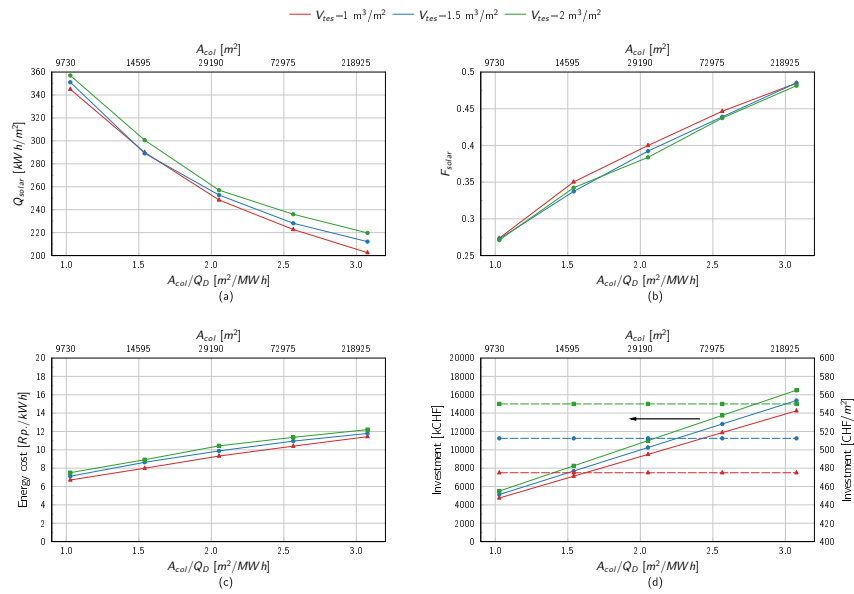 V_tes−1 m³/m² V_tes−1.5 m³/m² V_tes−2 m³/m²
A_col [m²]
9730 14595 29190 72975 218925
360
340
320
300
280
260
240
220
200
Q_solar [kWh/m²]
1.0 1.5 2.0 2.5 3.0
A_col/Q_D [m²/MWh]
(a)
A_col [m²]
9730 14595 29190 72975 218925
0.5
0.45
0.4
0.35
0.3
0.25
F_solar
1.0 1.5 2.0 2.5 3.0
A_col/Q_D [m²/MWh]
(b)
A_col [m²]
9730 14595 29190 72975 218925
20
18
16
14
12
10
8
6
4
2
0
Energy cost [Rp./kWh]
1.0 1.5 2.0 2.5 3.0
A_col/Q_D [m²/MWh]
(c)
A_col [m²]
9730 14595 29190 72975 218925
20000
18000
16000
14000
12000
10000
8000
6000
4000
2000
0
Investment [kCHF]
600
580
560
540
520
500
480
460
440
420
400
Investment [CHF/m²]
1.0 1.5 2.0 2.5 3.0
A_col/Q_D [m²/MWh]
(d)